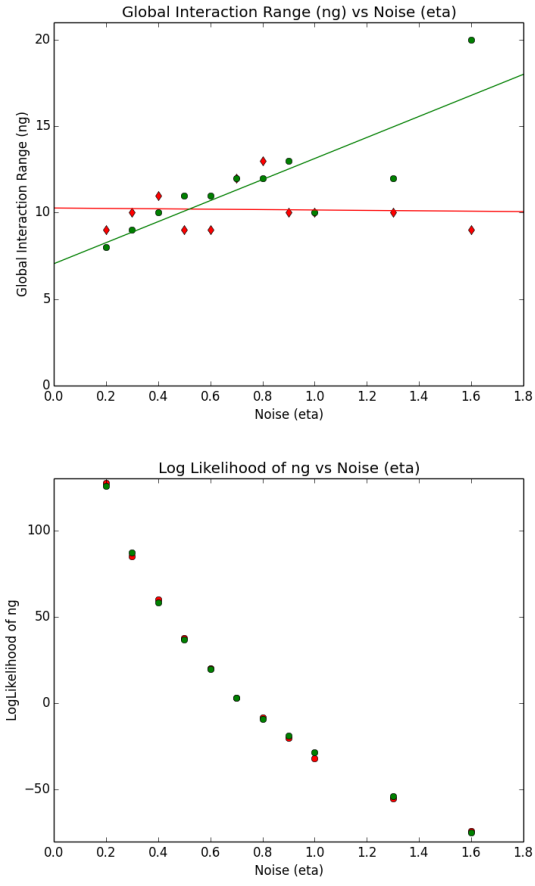 Global Interaction Range (ng) vs Noise (eta)
20
15
10
5
0
Global Interaction Range (ng)
0.0 0.2 0.4 0.6 0.8 1.0 1.2 1.4 1.6 1.8
Noise (eta)
Log Likelihood of ng vs Noise (eta)
100
50
0
−50
LogLikelihood of ng
0.0 0.2 0.4 0.6 0.8 1.0 1.2 1.4 1.6 1.8
Noise (eta)